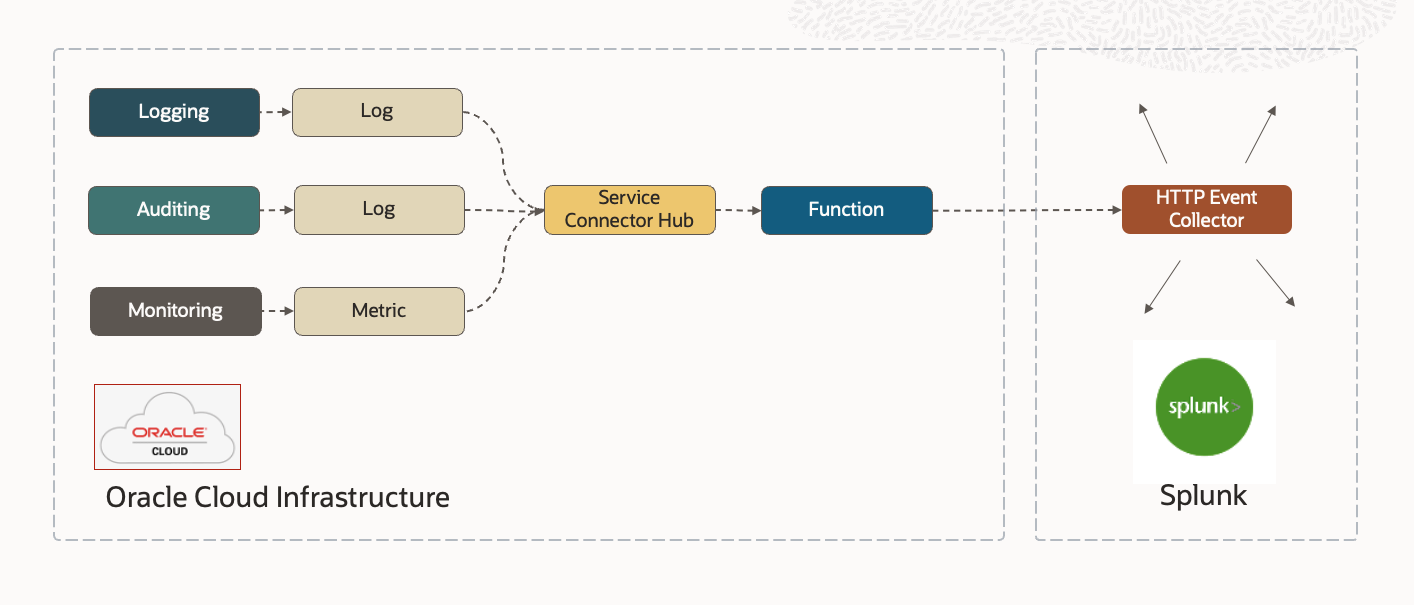 Logging
Log
Auditing
Log
Service
Connector Hub
Function
HTTP Event
Collector
Monitoring
Metric
ORACLE
CLOUD
Oracle Cloud Infrastructure
splunk>
Splunk